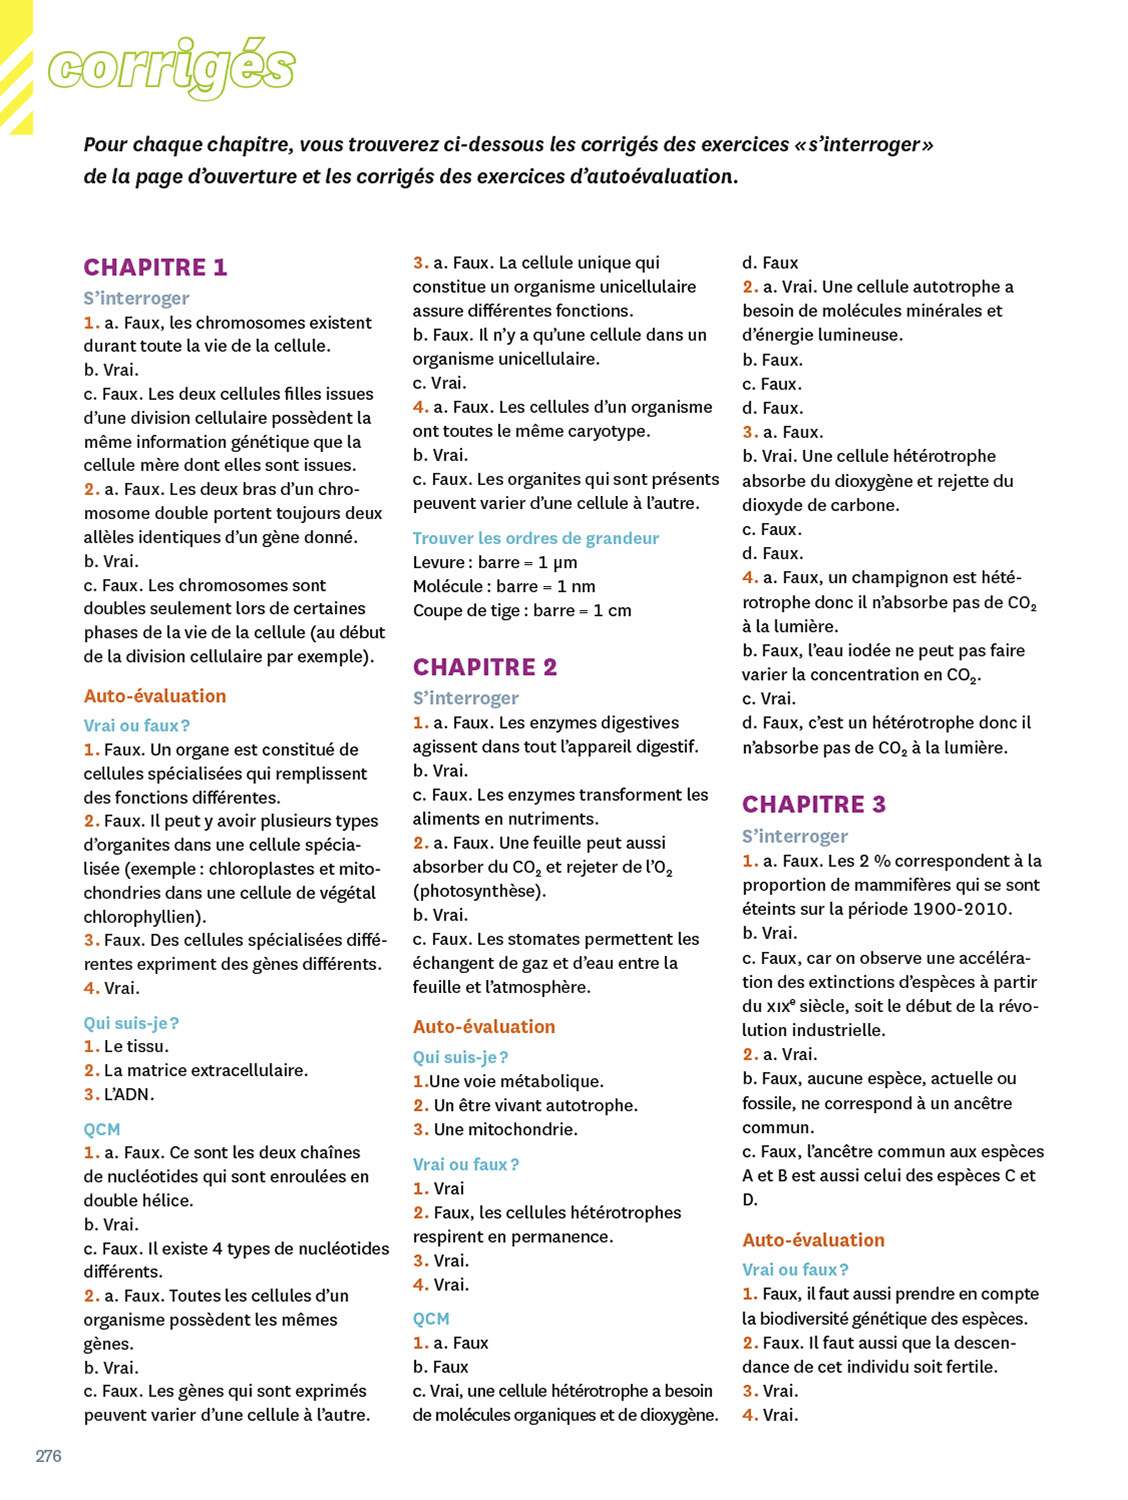 corrigés
Pour chaque chapitre, vous trouverez ci-dessous les corrigés des exercices « s’interroger »
de la page d’ouverture et les corrigés des exercices d’autoévaluation.
CHAPITRE 1
S’interroger
1. a. Faux, les chromosomes existent
durant toute la vie de la cellule.
b. Vrai.
c. Faux. Les deux cellules filles issues
d’une division cellulaire possèdent la
même information génétique que la
cellule mère dont elles sont issues.
2. a. Faux. Les deux bras d’un chro-
mosome double portent toujours deux
allèles identiques d’un gène donné.
b. Vrai.
c. Faux. Les chromosomes sont
doubles seulement lors de certaines
phases de la vie de la cellule (au début
de la division cellulaire par exemple).
Auto-évaluation
Vrai ou faux ?
1. Faux. Un organe est constitué de
cellules spécialisées qui remplissent
des fonctions différentes.
2. Faux. Il peut y avoir plusieurs types
d’organites dans une cellule spécia-
lisée (exemple : chloroplastes et mito-
chondries dans une cellule de végétal
chlorophyllien).
3. Faux. Des cellules spécialisées diffé-
rentes expriment des gènes différents.
4. Vrai.
Qui suis-je ?
1. Le tissu.
2. La matrice extracellulaire.
3. L’ADN.
QCM
1. a. Faux. Ce sont les deux chaînes
de nucléotides qui sont enroulées en
double hélice.
b. Vrai.
c. Faux. Il existe 4 types de nucléotides
différents.
2. a. Faux. Toutes les cellules d’un
organisme possèdent les mêmes
gènes.
b. Vrai.
c. Faux. Les gènes qui sont exprimés
peuvent varier d’une cellule à l’autre.
3. a. Faux. La cellule unique qui
constitue un organisme unicellulaire
assure différentes fonctions.
b. Faux. Il n’y a qu’une cellule dans un
organisme unicellulaire.
c. Vrai.
4. a. Faux. Les cellules d’un organisme
ont toutes le même caryotype.
b. Vrai.
c. Faux. Les organites qui sont présents
peuvent varier d’une cellule à l’autre.
Trouver les ordres de grandeur
Levure : barre = 1 µm
Molécule : barre = 1 nm
Coupe de tige : barre = 1 cm
CHAPITRE 2
S’interroger
1. a. Faux. Les enzymes digestives
agissent dans tout l’appareil digestif.
b. Vrai.
c. Faux. Les enzymes transforment les
aliments en nutriments.
2. a. Faux. Une feuille peut aussi
absorber du CO₂ et rejeter de l’O₂
(photosynthèse).
b. Vrai.
c. Faux. Les stomates permettent les
échangent de gaz et d’eau entre la
feuille et l’atmosphère.
Auto-évaluation
Qui suis-je ?
1.Une voie métabolique.
2. Un être vivant autotrophe.
3. Une mitochondrie.
Vrai ou faux ?
1. Vrai
2. Faux, les cellules hétérotrophes
respirent en permanence.
3. Vrai.
4. Vrai.
QCM
1. a. Faux
b. Faux
c. Vrai, une cellule hétérotrophe a besoin
de molécules organiques et de dioxygène.
d. Faux
2. a. Vrai. Une cellule autotrophe a
besoin de molécules minérales et
d’énergie lumineuse.
b. Faux.
c. Faux.
d. Faux.
3. a. Faux.
b. Vrai. Une cellule hétérotrophe
absorbe du dioxygène et rejette du
dioxyde de carbone.
c. Faux.
d. Faux.
4. a. Faux, un champignon est hété-
rotrophe donc il n’absorbe pas de CO₂
à la lumière.
b. Faux, l’eau iodée ne peut pas faire
varier la concentration en CO₂.
c. Vrai.
d. Faux, c’est un hétérotrophe donc il
n’absorbe pas de CO₂ à la lumière.
CHAPITRE 3
S’interroger
1. a. Faux. Les 2 % correspondent à la
proportion de mammifères qui se sont
éteints sur la période 1900-2010.
b. Vrai.
c. Faux, car on observe une accéléra-
tion des extinctions d’espèces à partir
du XIXᵉ siècle, soit le début de la révo-
lution industrielle.
2. a. Vrai.
b. Faux, aucune espèce, actuelle ou
fossile, ne correspond à un ancêtre
commun.
c. Faux, l’ancêtre commun aux espèces
A et B est aussi celui des espèces C et
D.
Auto-évaluation
Vrai ou faux ?
1. Faux, il faut aussi prendre en compte
la biodiversité génétique des espèces.
2. Faux. Il faut aussi que la descen-
dance de cet individu soit fertile.
3. Vrai.
4. Vrai.
276